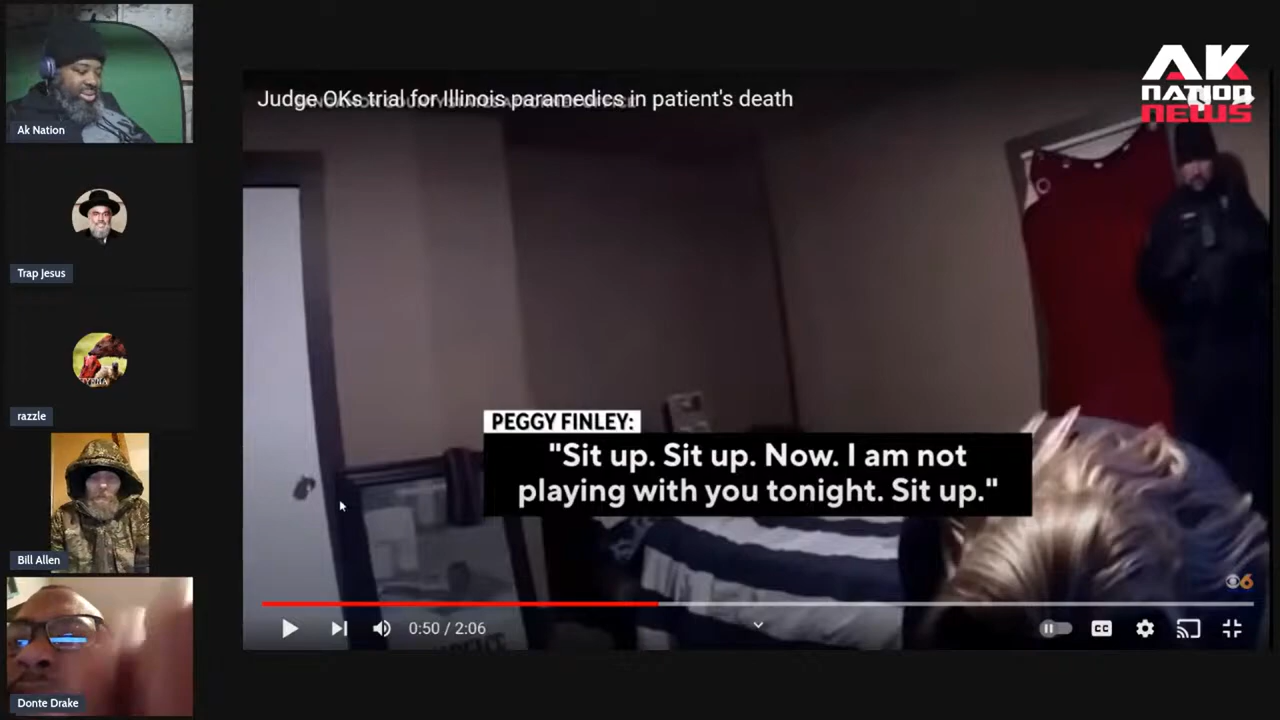 Ak Nation
Trap Jesus
razzle
Bill Allen
Donte Drake
Judge OKs trial for Illinois paramedics in patient's death
AK
NATION
NEWS
PEGGY FINLEY:
"Sit up. Sit up. Now. I am not
playing with you tonight. Sit up."
6
0:50 / 2:06
CC